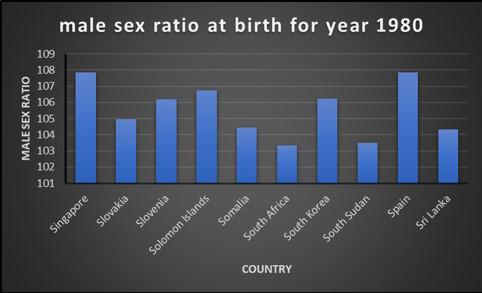 male sex ratio at birth for year 1980
MALE SEX RATIO
109
108
107
106
105
104
103
102
101
Singapore
Slovakia
Slovenia
Solomon Islands
Somalia
South Africa
South Korea
South Sudan
Spain
Sri Lanka
COUNTRY